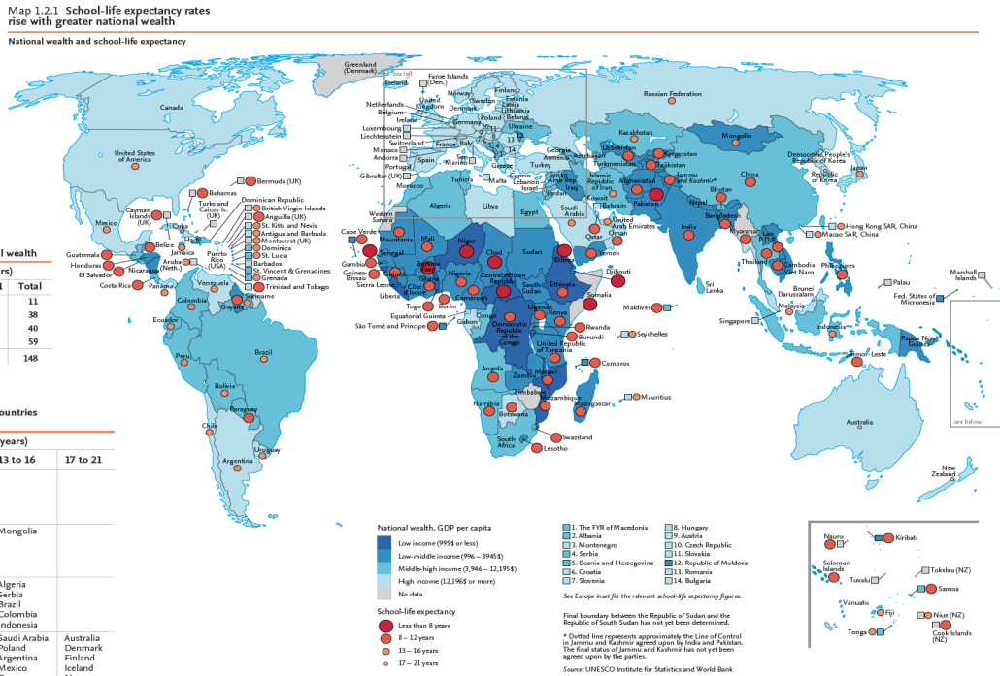 Map 1.2.1 School-life expectancy rates
rise with greater national wealth
National wealth and school-life expectancy
Greenland
(Denmark)
see left
Iceland
Faroe Islands
(Den.)
Canada
United States
of America
Bermuda (UK)
Bahamas
Turks and
Caicos Is.
(UK)
Cayman
Islands
(UK)
Cuba
Haiti
Jamaica
Mexico
Belize
Guatemala
Honduras
El Salvador
Nicaragua
Costa Rica
Panama
Aruba
(Neth.)
Puerto
Rico
(USA)
Dominican Republic
British Virgin Islands
Anguilla (UK)
St. Kitts and Nevis
Antigua and Barbuda
Montserrat (UK)
Dominica
St. Lucia
Barbados
St. Vincent & Grenadines
Grenada
Trinidad and Tobago
Venezuela
Colombia
Guyana
Suriname
Ecuador
Peru
Brazil
Bolivia
Paraguay
Chile
Uruguay
Argentina
Netherlands
Belgium
Ireland
Luxembourg
Liechtenstein
Switzerland
Monaco
Andorra
Portugal
Gibraltar (UK)
Morocco
United
Kingdom
Norway
Sweden
Denmark
Finland
Estonia
Latvia
Lithuania
Belarus
Poland
Germany
Ukraine
France
Italy
Spain
San
Marino
Malta
Greece
Turkey
Cyprus
Lebanon
Israel
Tunisia
Georgia
Armenia
Azerbaijan
Syrian
Arab Rep.
Iraq
Jordan
Islamic
Republic
of Iran
Kuwait
Bahrain
Saudi
Arabia
United
Arab Emirates
Oman
Qatar
Yemen
Russian Federation
Kazakhstan
Uzbekistan
Turkmenistan
Kyrgyzstan
Tajikistan
Afghanistan
Jammu
and Kashmir*
Pakistan
Mongolia
China
Democratic People's
Republic of Korea
Republic
of Korea
Japan
Bhutan
Nepal
Bangladesh
India
Myanmar
Lao
P.D.R.
Thailand
Cambodia
Viet Nam
Hong Kong SAR, China
Macao SAR, China
Philippines
Sri
Lanka
Maldives
Brunei
Darussalam
Malaysia
Singapore
Indonesia
Timor-Leste
Papua New
Guinea
Palau
Marshall
Islands
Fed. States of
Micronesia
Australia
New
Zealand
see below
Western
Sahara
Algeria
Libya
Egypt
Cape Verde
Mauritania
Mali
Niger
Chad
Sudan
Eritrea
Djibouti
Senegal
Gambia
Guinea-
Bissau
Guinea
Sierra Leone
Liberia
Côte
d'Ivoire
Burkina
Ghana
Togo
Benin
Nigeria
Cameroon
Central African
Republic
South
Sudan
Ethiopia
Somalia
Equatorial Guinea
São Tomé and Príncipe
Gabon
Congo
Democratic
Republic
of the
Congo
Uganda
Kenya
Rwanda
Burundi
United Republic
of Tanzania
Seychelles
Comoros
Angola
Zambia
Malawi
Mozambique
Zimbabwe
Namibia
Botswana
Madagascar
Mauritius
South
Africa
Swaziland
Lesotho
l wealth
rs)
1 Total
11
38
40
59
148
ountries
years)
13 to 16 17 to 21
Mongolia
Algeria
Serbia
Brazil
Colombia
ndonesia
Saudi Arabia Australia
Poland Denmark
Argentina Finland
Mexico Iceland
National wealth, GDP per capita
Low income (995$ or less)
Low-middle income (996 – 3945$)
Middle-high income (3,946 – 12,195$)
High income (12,196$ or more)
No data
School-life expectancy
Less than 8 years
8 – 12 years
13 – 16 years
17 – 21 years
1. The FYR of Macedonia
2. Albania
3. Montenegro
4. Serbia
5. Bosnia and Herzegovina
6. Croatia
7. Slovenia
8. Hungary
9. Austria
10. Czech Republic
11. Slovakia
12. Republic of Moldova
13. Romania
14. Bulgaria
See Europe inset for the relevant school-life expectancy figures.
Final boundary between the Republic of Sudan and the
Republic of South Sudan has not yet been determined.
* Dotted line represents approximately the Line of Control
in Jammu and Kashmir agreed upon by India and Pakistan.
The final status of Jammu and Kashmir has not yet been
agreed upon by the parties.
Source: UNESCO Institute for Statistics and World Bank
Nauru
Kiribati
Solomon
Islands
Tuvalu
Tokelau (NZ)
Samoa
Vanuatu
Fiji
Niue (NZ)
Tonga
Cook Islands
(NZ)